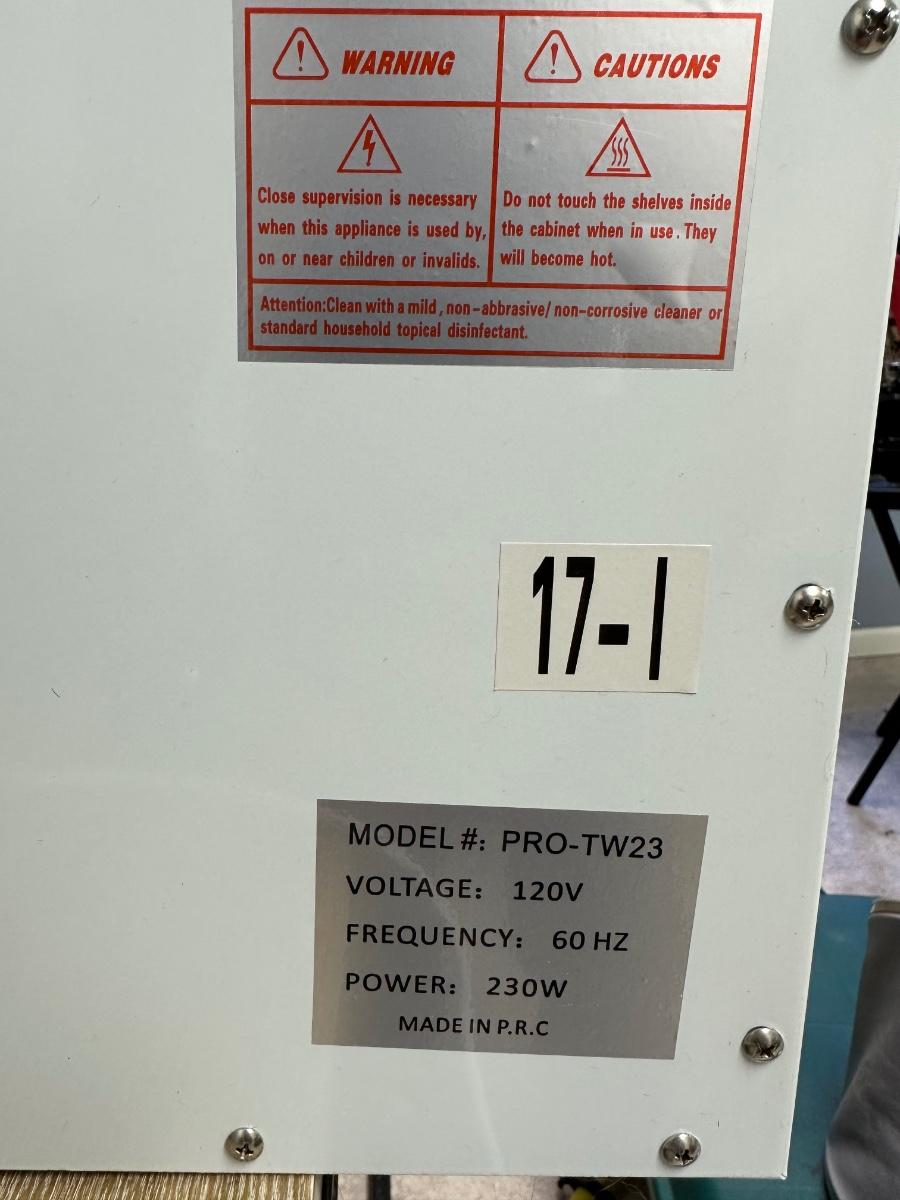 WARNING
CAUTIONS
Close supervision is necessary
when this appliance is used by,
on or near children or invalids.
Do not touch the shelves inside
the cabinet when in use. They
will become hot.
Attention:Clean with a mild, non-abbrasive/ non-corrosive cleaner or
standard household topical disinfectant.
17-I
MODEL #: PRO-TW23
VOLTAGE: 120V
FREQUENCY: 60 HZ
POWER: 230W
MADE IN P.R.C